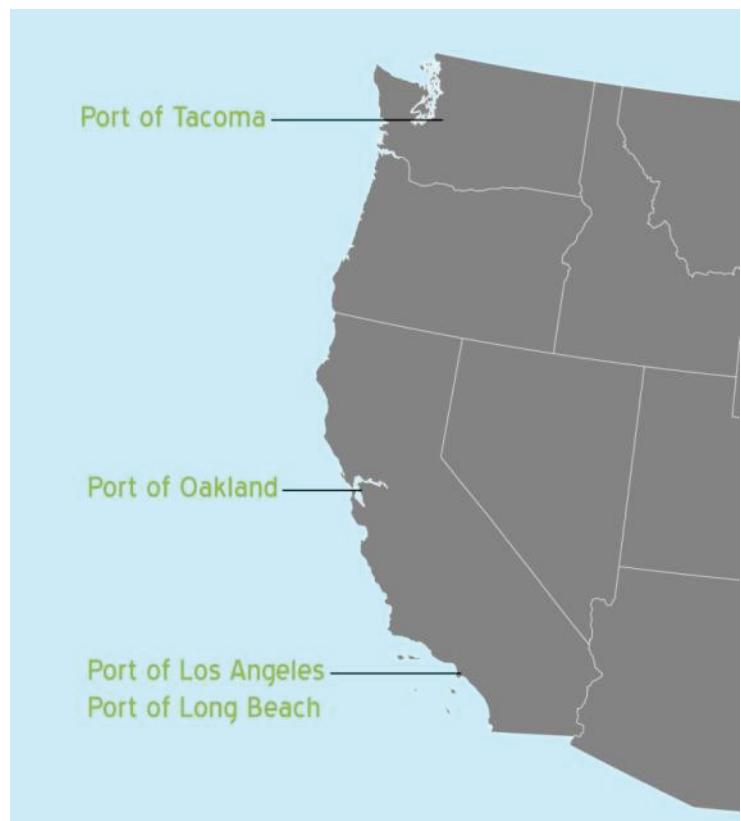 Port of Tacoma
Port of Oakland
Port of Los Angeles
Port of Long Beach